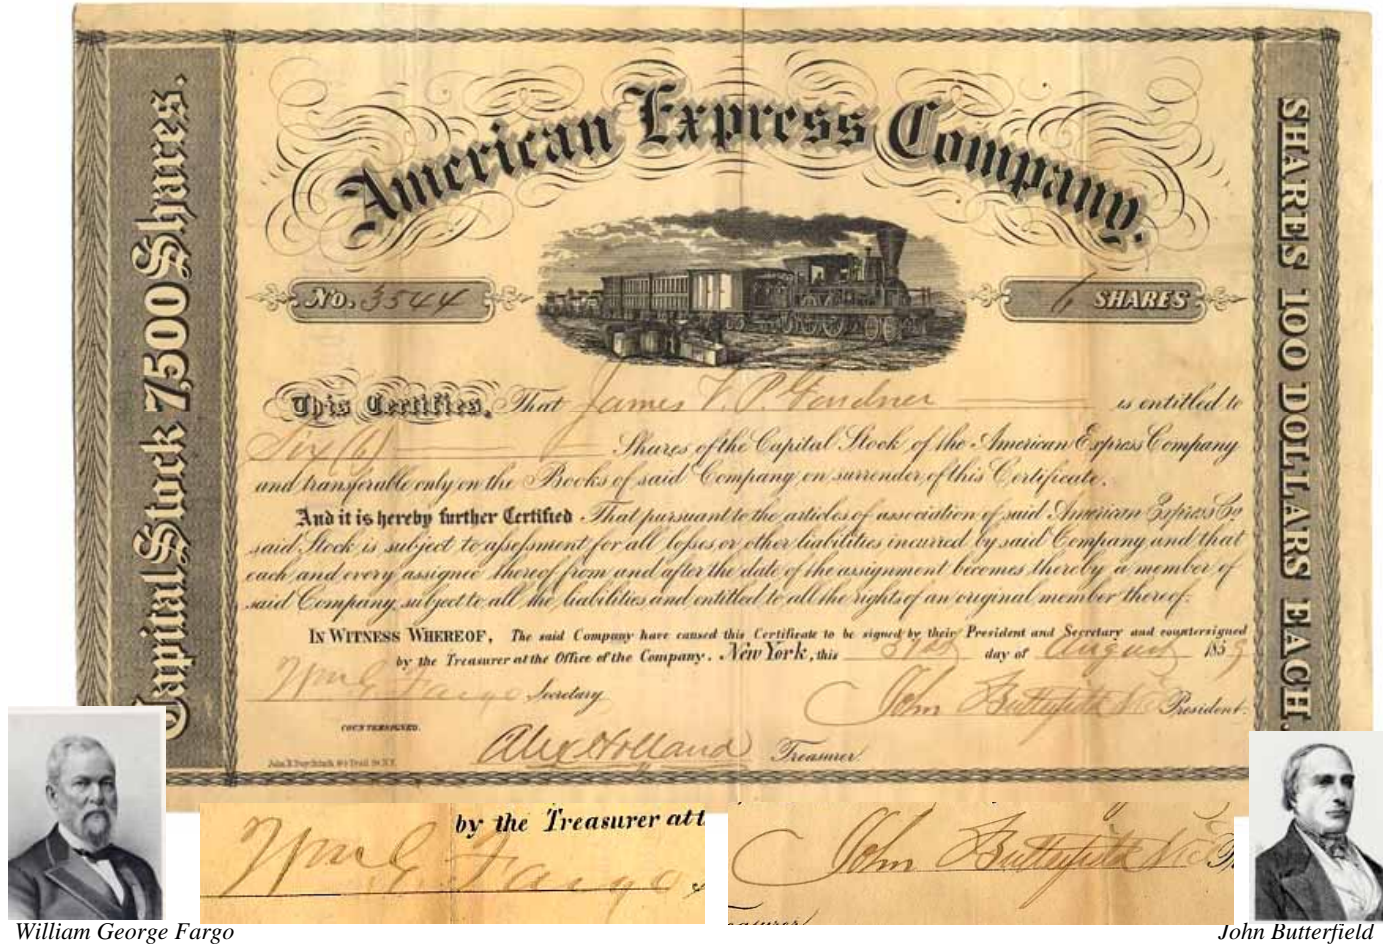 American Express Company.
Capital Stock 7,500 Shares.
SHARES 100 DOLLARS EACH.
No. 3544
6 SHARES
This Certifies, That James V. P. Gardner is entitled to
Six (6) Shares of the Capital Stock of the American Express Company
and transferable only on the Books of said Company on surrender of this Certificate.
And it is hereby further Certified That pursuant to the articles of association of said American Express Co
said Stock is subject to assessment for all losses or other liabilities incurred by said Company and that
each and every assignee thereof from and after the date of the assignment becomes thereby a member of
said Company, subject to all the liabilities and entitled to all the rights of an original member thereof.
IN WITNESS WHEREOF, The said Company have caused this Certificate to be signed by their President and Secretary and countersigned
by the Treasurer at the Office of the Company. New York, this 31st day of August 1859
Wm G Fargo Secretary
John Butterfield President
COUNTERSIGNED.
Alex Holland Treasurer
by the Treasurer at t
Wm G Fargo
John Butterfield
William George Fargo
John Butterfield